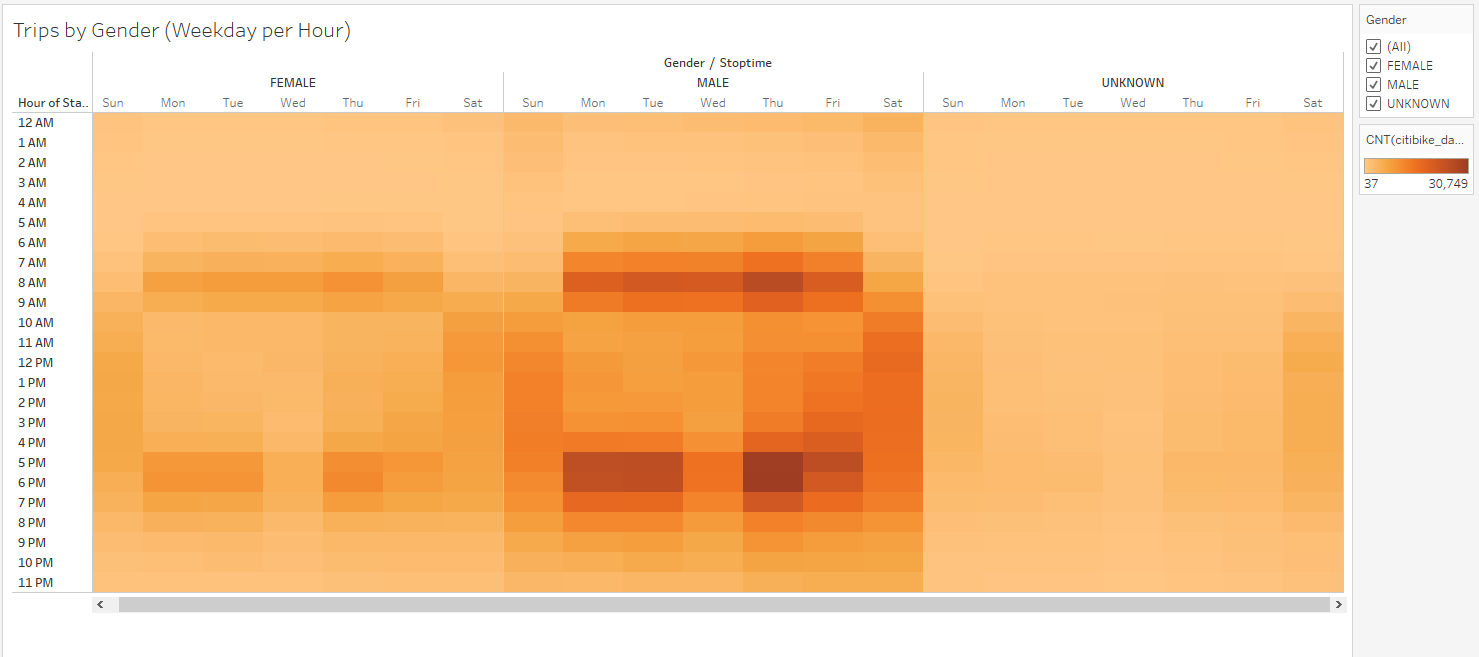 Trips by Gender (Weekday per Hour)
Gender / Stoptime
FEMALE MALE UNKNOWN
Hour of Sta.. Sun Mon Tue Wed Thu Fri Sat Sun Mon Tue Wed Thu Fri Sat Sun Mon Tue Wed Thu Fri Sat
12 AM
1 AM
2 AM
3 AM
4 AM
5 AM
6 AM
7 AM
8 AM
9 AM
10 AM
11 AM
12 PM
1 PM
2 PM
3 PM
4 PM
5 PM
6 PM
7 PM
8 PM
9 PM
10 PM
11 PM
Gender
(All)
FEMALE
MALE
UNKNOWN
CNT(citibike_da...
37 30,749